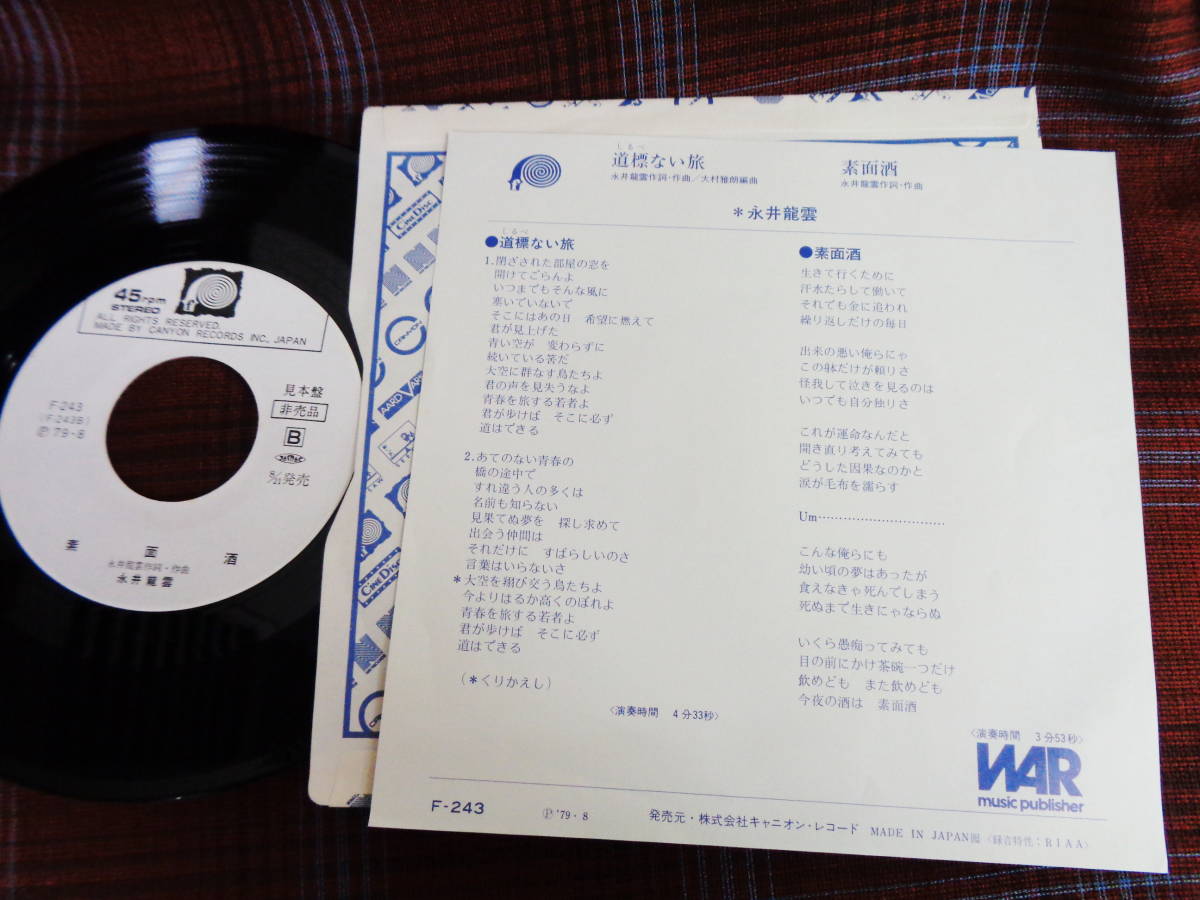 45rpm
STEREO
ALL RIGHTS RESERVED.
MADE BY CANYON RECORDS INC., JAPAN
F-243
(F-243B)
Ⓟ'79・8
見本盤
非売品
B
発売
素面酒
永井龍雲作詞・作曲
永井龍雲
CineDisc
CANYON
AARD VARK
CineDisc
しるべ
道標ない旅
永井龍雲作詞・作曲／大村雅朗編曲
素面酒
永井龍雲作詞・作曲
＊永井龍雲
しるべ
●道標ない旅
1.閉ざされた部屋の窓を
開けてごらんよ
いつまでもそんな風に
塞いでいないで
そこにはあの日　希望に燃えて
君が見上げた
青い空が　変わらずに
続いている筈だ
大空に群なす鳥たちよ
君の声を見失うなよ
青春を旅する若者よ
君が歩けば　そこに必ず
道はできる
2.あてのない青春の
橋の途中で
すれ違う人の多くは
名前も知らない
見果てぬ夢を　探し求めて
出会う仲間は
それだけに　すばらしいのさ
言葉はいらないさ
＊大空を翔び交う鳥たちよ
今よりはるか高くのぼれよ
青春を旅する若者よ
君が歩けば　そこに必ず
道はできる
(＊くりかえし)
〈演奏時間　4分33秒〉
●素面酒
生きて行くために
汗水たらして働いて
それでも金に追われ
繰り返しだけの毎日
出来の悪い俺らにゃ
この躰だけが頼りさ
怪我して泣きを見るのは
いつでも自分独りさ
これが運命なんだと
開き直り考えてみても
どうした因果なのかと
涙が毛布を濡らす
Um…………………………
こんな俺らにも
幼い頃の夢はあったが
食えなきゃ死んでしまう
死ぬまで生きにゃならぬ
いくら愚痴ってみても
目の前にかけ茶碗一つだけ
飲めども　また飲めども
今夜の酒は　素面酒
〈演奏時間　3分53秒〉
WAR
music publisher
F-243
Ⓟ'79・8
発売元・株式会社キャニオン・レコード
MADE IN JAPAN
〈録音特性；RIAA〉